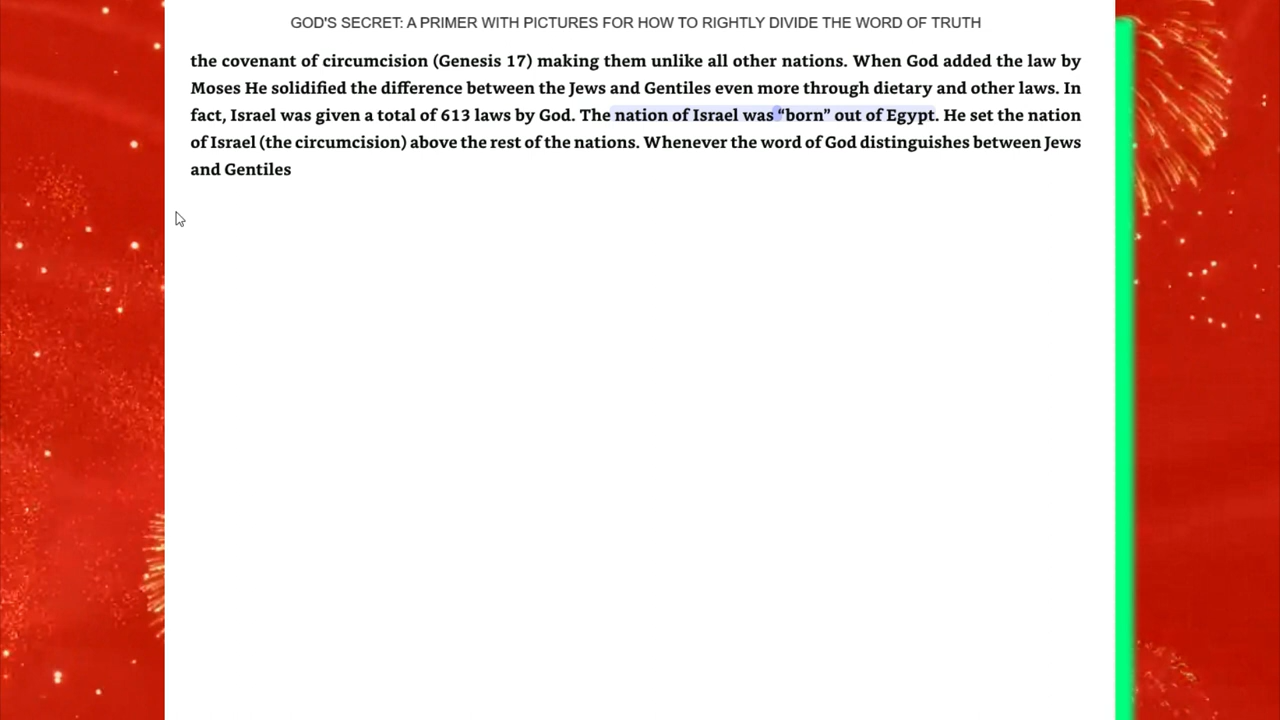 GOD'S SECRET: A PRIMER WITH PICTURES FOR HOW TO RIGHTLY DIVIDE THE WORD OF TRUTH
the covenant of circumcision (Genesis 17) making them unlike all other nations. When God added the law by
Moses He solidified the difference between the Jews and Gentiles even more through dietary and other laws. In
fact, Israel was given a total of 613 laws by God. The nation of Israel was “born” out of Egypt. He set the nation
of Israel (the circumcision) above the rest of the nations. Whenever the word of God distinguishes between Jews
and Gentiles